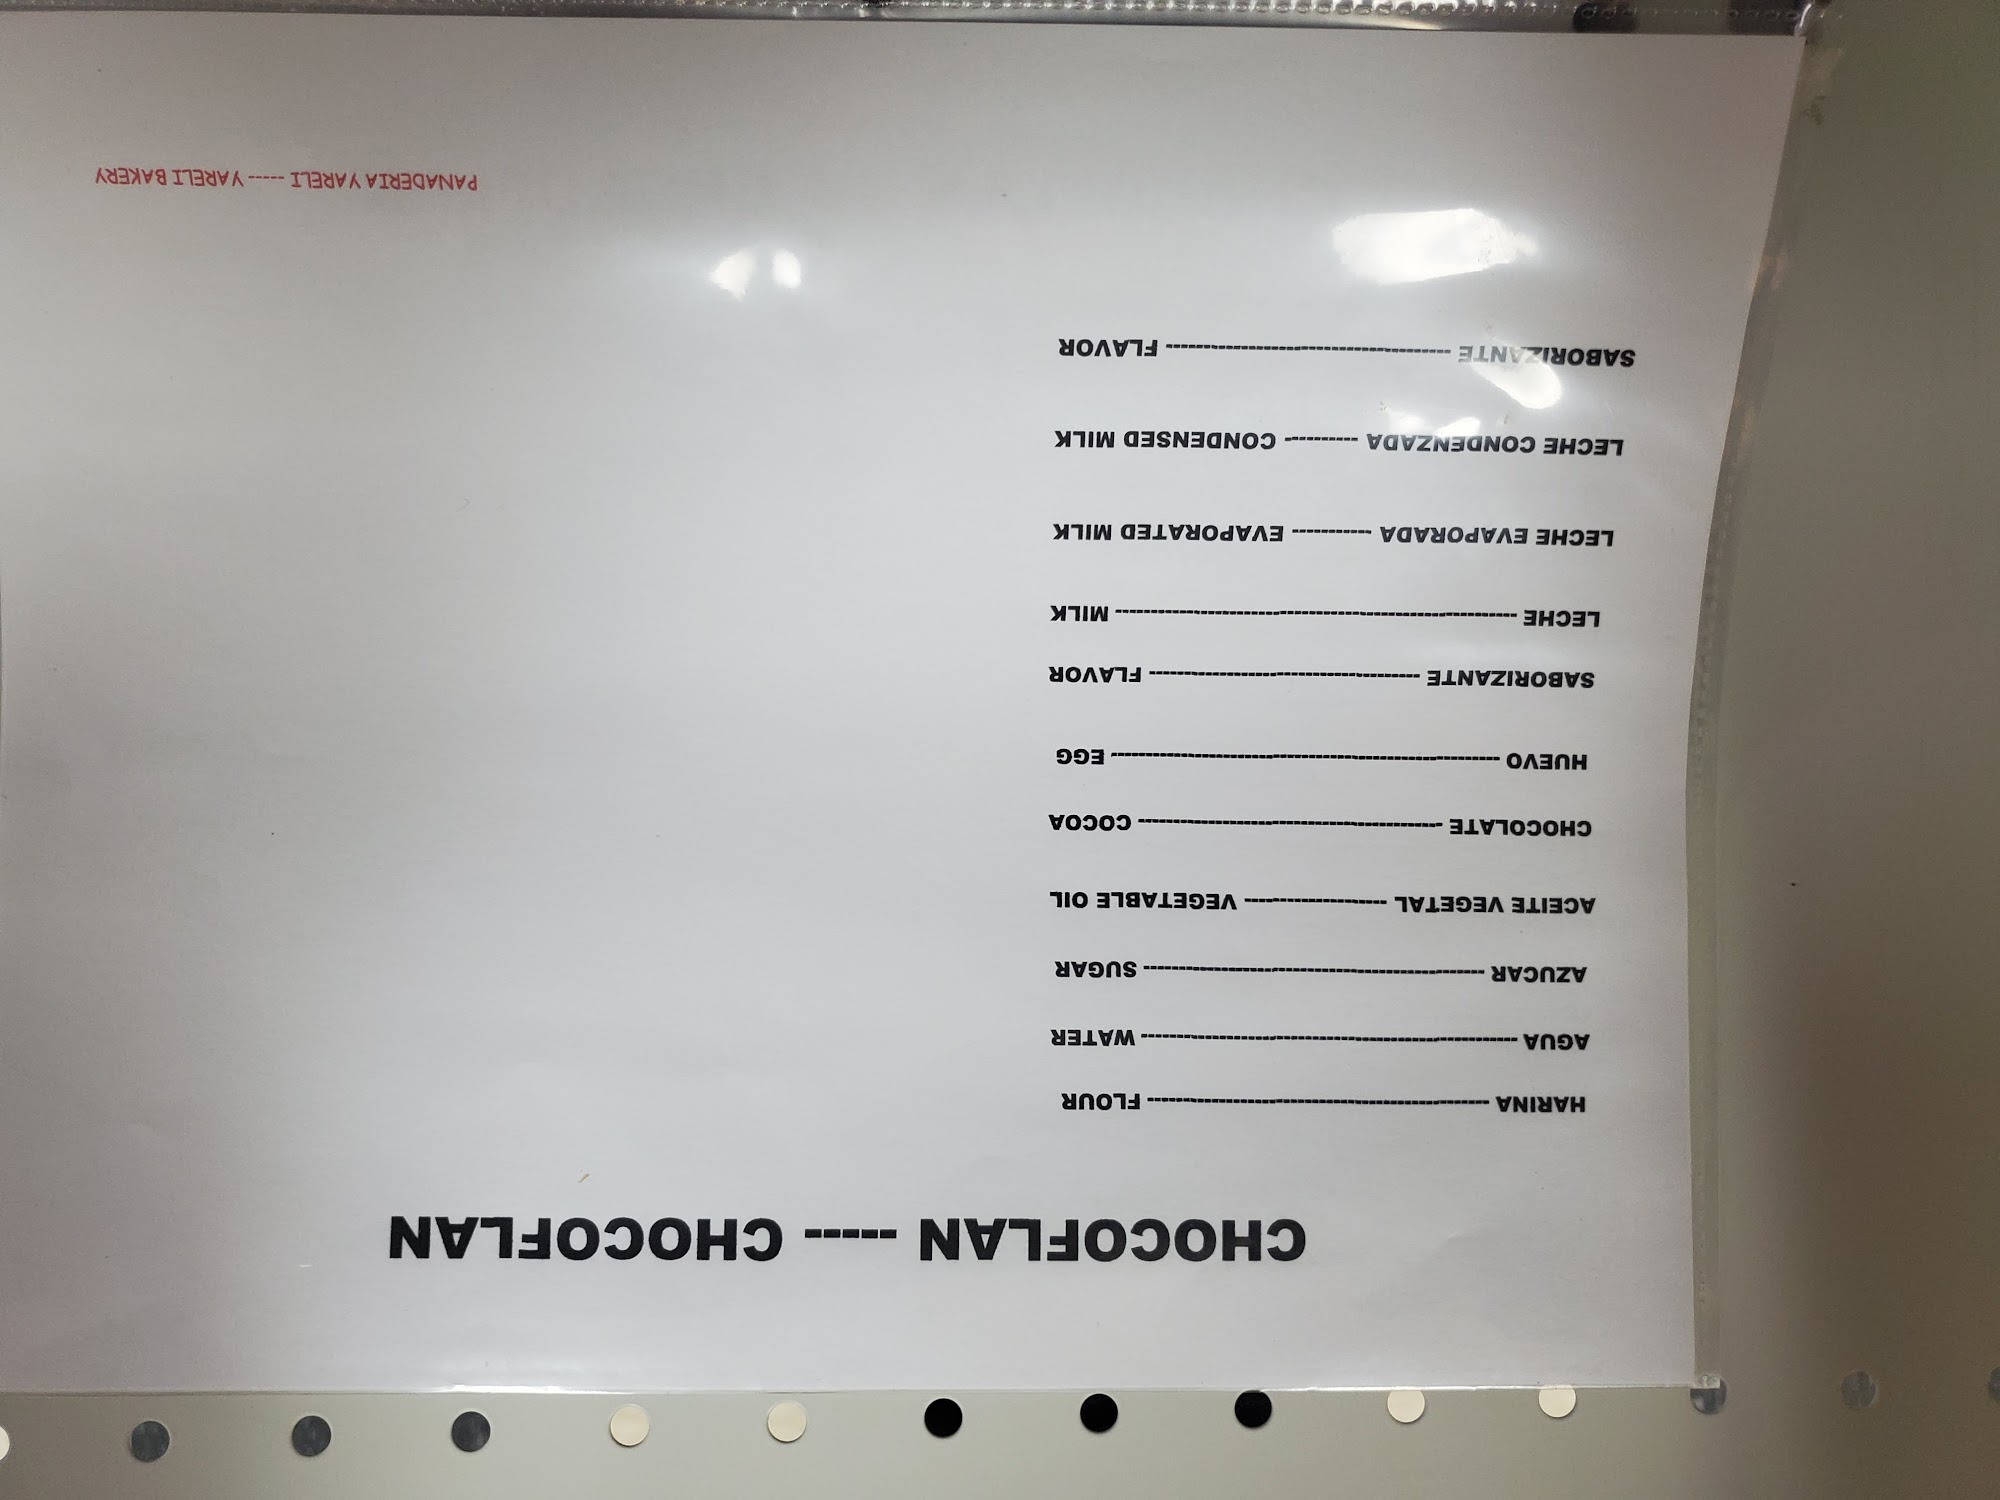 CHOCOFLAN ----- CHOCOFLAN
HARINA ------------------------------------------------ FLOUR
AGUA ----------------------------------------------------- WATER
AZUCAR ------------------------------------------------ SUGAR
ACEITE VEGETAL -------------------- VEGETABLE OIL
CHOCOLATE ------------------------------------------- COCOA
HUEVO ------------------------------------------------------- EGG
SABORIZANTE -------------------------------------- FLAVOR
LECHE --------------------------------------------------------- MILK
LECHE EVAPORADA ----------- EVAPORATED MILK
LECHE CONDENZADA ---------- CONDENSED MILK
SABORIZANTE --------------------------------------- FLAVOR
PANADERIA YARELI ----- YARELI BAKERY